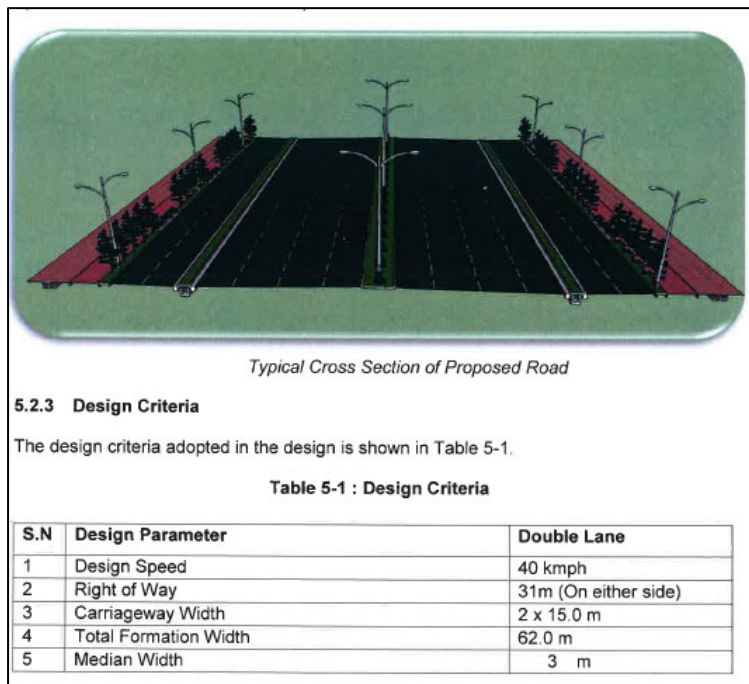 Typical Cross Section of Proposed Road
5.2.3 Design Criteria
The design criteria adopted in the design is shown in Table 5-1.
Table 5-1 : Design Criteria
S.N Design Parameter Double Lane
1 Design Speed 40 kmph
2 Right of Way 31m (On either side)
3 Carriageway Width 2 x 15.0 m
4 Total Formation Width 62.0 m
5 Median Width 3 m